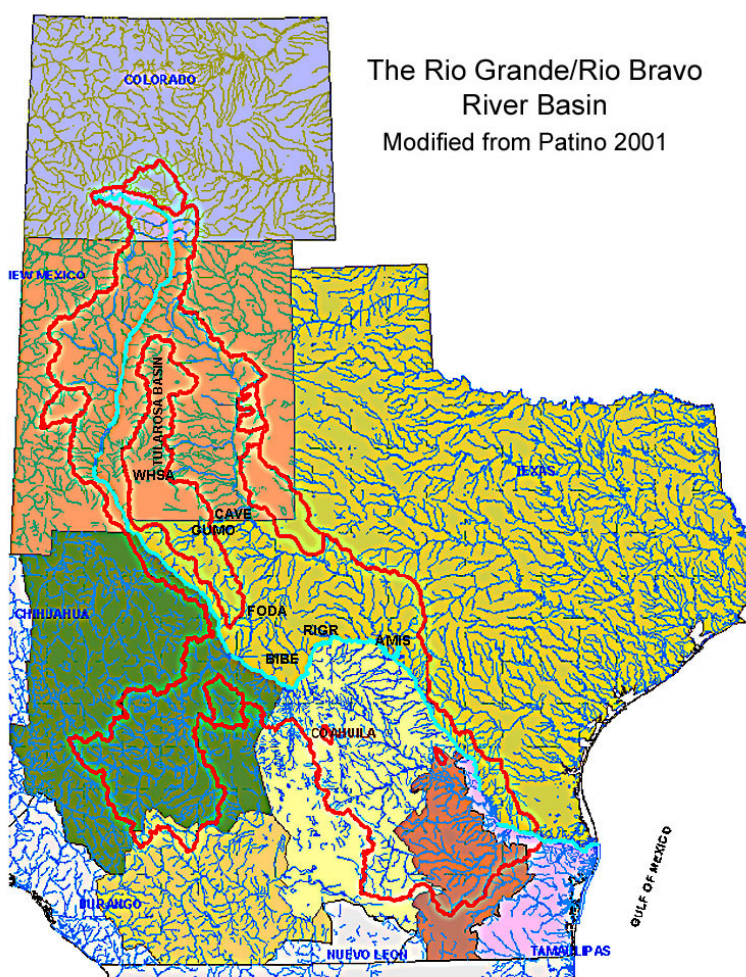 The Rio Grande/Rio Bravo
River Basin
Modified from Patino 2001
COLORADO
IEW MEXICO
TULAROSA BASIN
WHSA
TEXAS
CAVE
GUMO
CHIHUAHUA
FODA
RIGR
AMIS
BIBE
COAHUILA
GULF OF MEXICO
DURANGO
NUEVO LEON
TAMAULIPAS